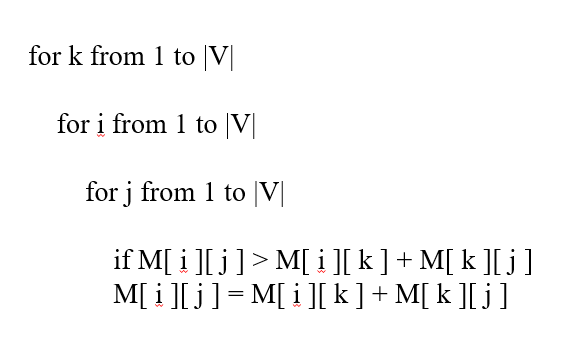 for k from 1 to |V|
for i from 1 to |V|
for j from 1 to |V|
if M[ i ][ j ] > M[ i ][ k ] + M[ k ][ j ]
M[ i ][ j ] = M[ i ][ k ] + M[ k ][ j ]